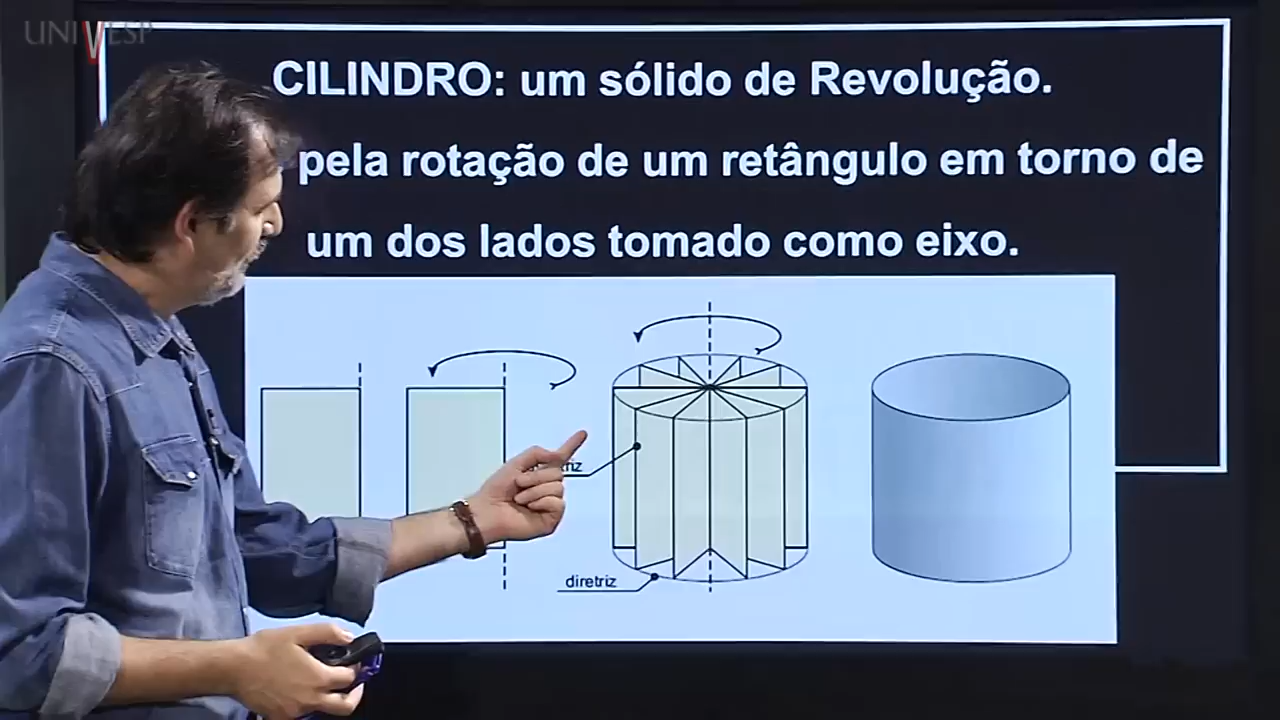 UNIVESP
CILINDRO: um sólido de Revolução.
pela rotação de um retângulo em torno de
um dos lados tomado como eixo.
diretriz